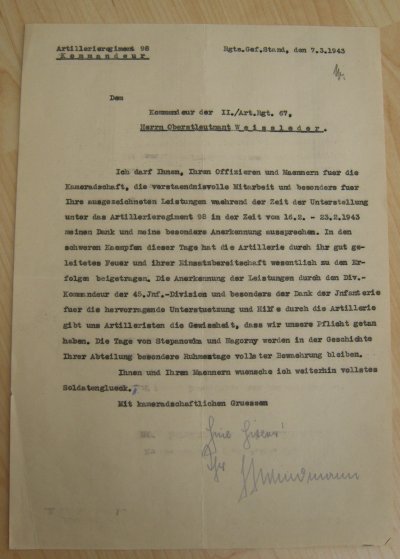 Artillerieregiment 98
Kommandeur
Rgts.Gef.Stand, den 7.3.1943
Dem
Kommandeur der II./Art.Rgt. 67,
Herrn Oberstleutnant Weissleder.
Ich darf Ihnen, Ihren Offizieren und Maennern fuer die
Kameradschaft, die verstaendnisvolle Mitarbeit und besonders fuer
Ihre ausgezeichneten Leistungen waehrend der Zeit der Unterstellung
unter das Artillerieregiment 98 in der Zeit vom 16.2. - 23.2.1943
meinen Dank und meine besondere Anerkennung aussprechen. In den
schweren Kaempfen dieser Tage hat die Artillerie durch ihr gut ge-
leitetes Feuer und ihrer Einsatzbereitschaft wesentlich zu den Er-
folgen beigetragen. Die Anerkennung der Leistungen durch den Div.-
Kommandeur der 45.Jnf.-Division und besonders der Dank der Jnfanterie
fuer die hervorragende Unterstuetzung und Hilfe durch die Artillerie
gibt uns Artilleristen die Gewissheit, dass wir unsere Pflicht getan
haben. Die Tage von Stepanowka und Nagorny werden in der Geschichte
Ihrer Abteilung besondere Ruhmestage vollster Bewaehrung bleiben.
Ihnen und Ihren Maennern wuensche ich weiterhin vollstes
Soldatenglueck.
Mit kameradschaftlichen Gruessen
Heil Hitler!
Ihr